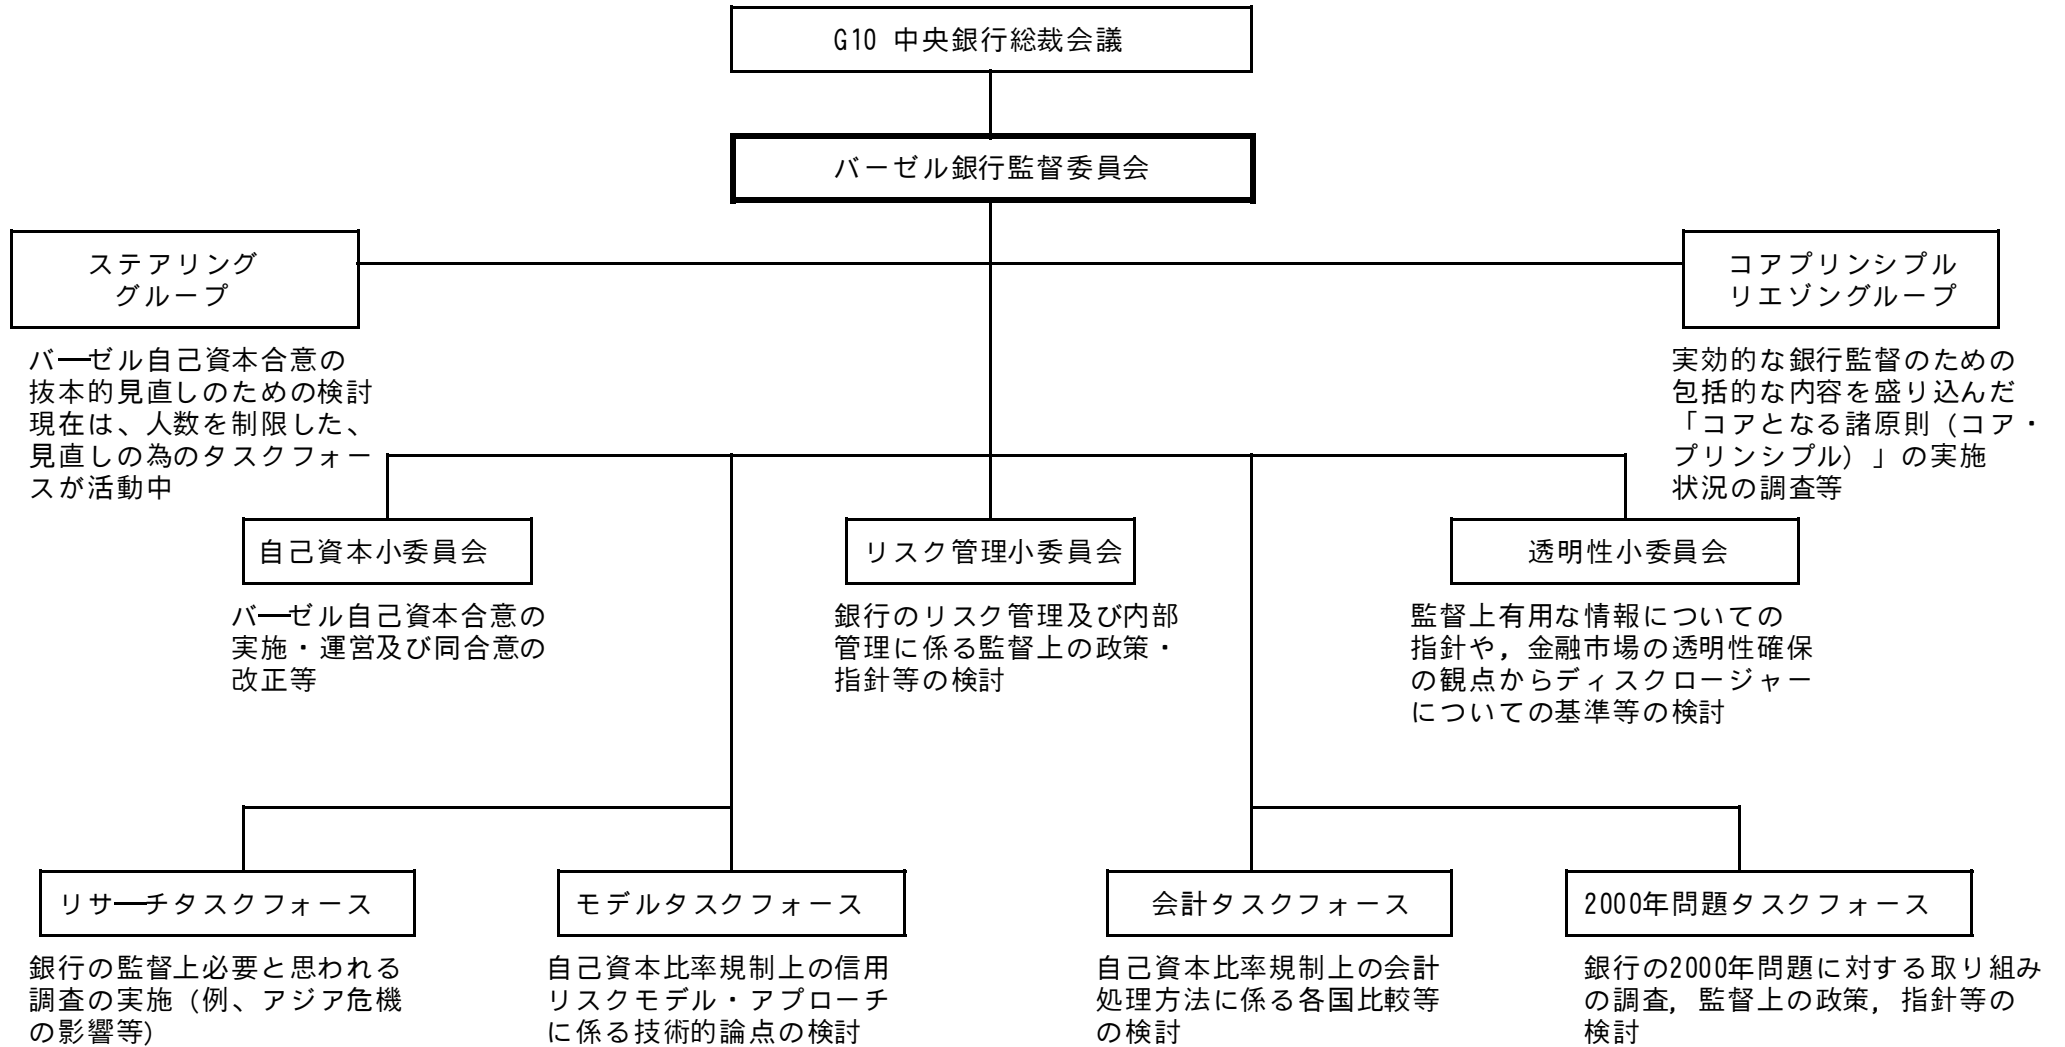 G10 中央銀行総裁会議
バーゼル銀行監督委員会
ステアリング
グループ
バーゼル自己資本合意の
抜本的見直しのための検討
現在は、人数を制限した、
見直しの為のタスクフォー
スが活動中
コアプリンシプル
リエゾングループ
実効的な銀行監督のための
包括的な内容を盛り込んだ
「コアとなる諸原則（コア・
プリンシプル）」の実施
状況の調査等
自己資本小委員会
バーゼル自己資本合意の
実施・運営及び同合意の
改正等
リスク管理小委員会
銀行のリスク管理及び内部
管理に係る監督上の政策・
指針等の検討
透明性小委員会
監督上有用な情報についての
指針や，金融市場の透明性確保
の観点からディスクロージャー
についての基準等の検討
リサーチタスクフォース
銀行の監督上必要と思われる
調査の実施（例、アジア危機
の影響等）
モデルタスクフォース
自己資本比率規制上の信用
リスクモデル・アプローチ
に係る技術的論点の検討
会計タスクフォース
自己資本比率規制上の会計
処理方法に係る各国比較等
の検討
2000年問題タスクフォース
銀行の2000年問題に対する取り組み
の調査，監督上の政策，指針等の
検討